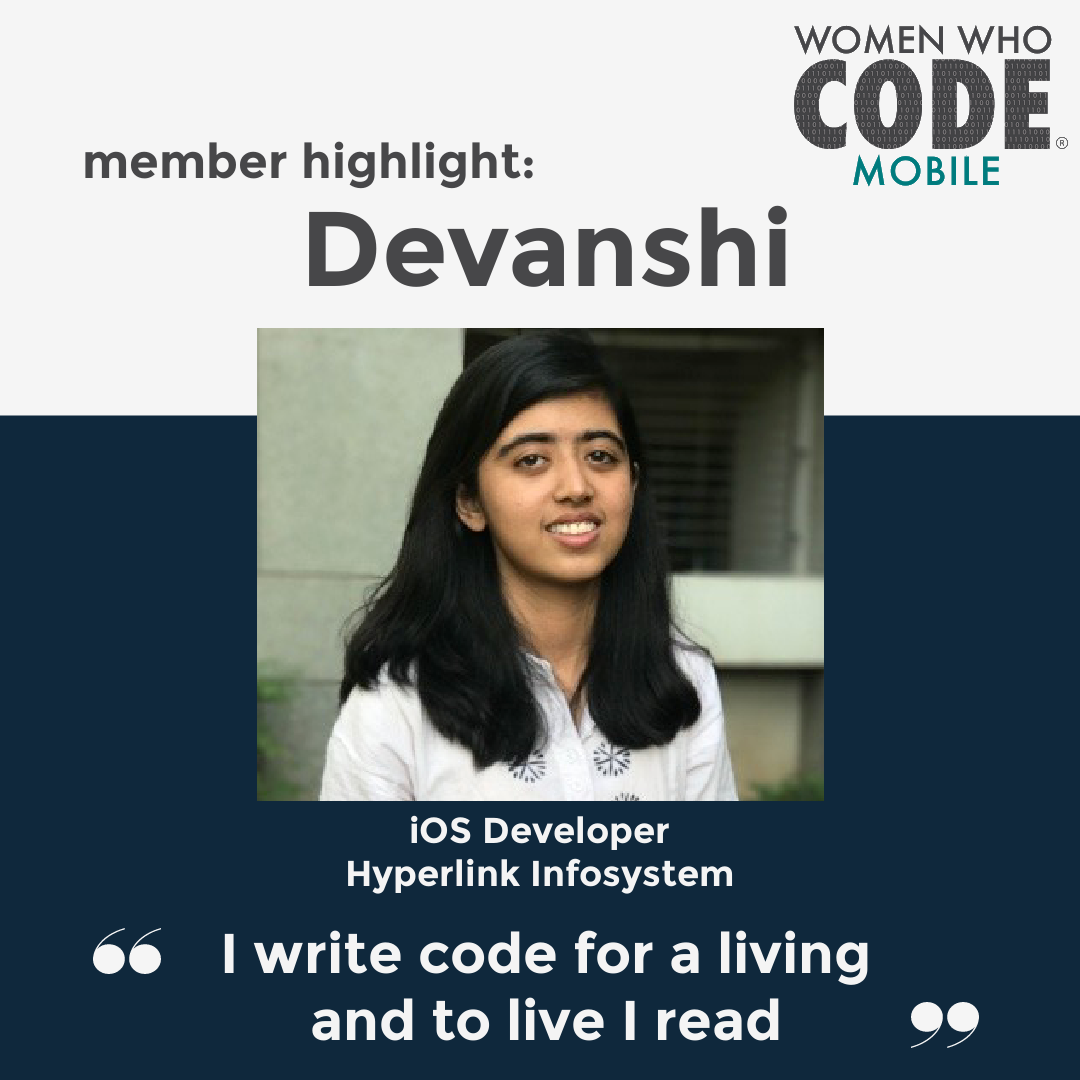 WOMEN WHO
CODE®
MOBILE
member highlight:
Devanshi
iOS Developer
Hyperlink Infosystem
“ I write code for a living
and to live I read ”